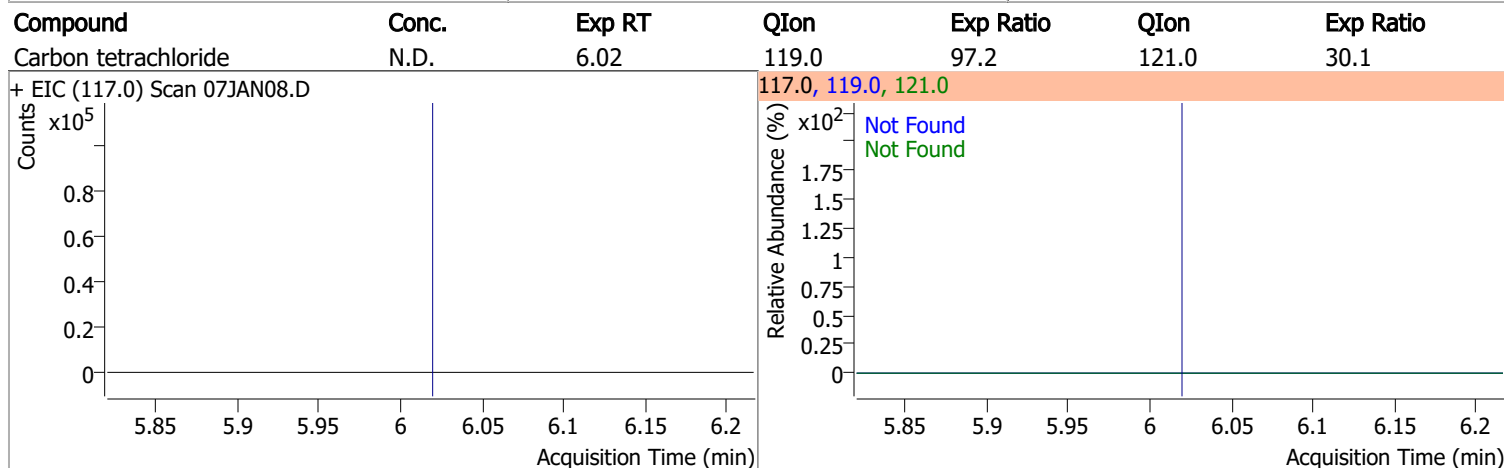 Compound Conc. Exp RT QIon Exp Ratio QIon Exp Ratio
Carbon tetrachloride N.D. 6.02 119.0 97.2 121.0 30.1
+ EIC (117.0) Scan 07JAN08.D
Counts
x10⁵
0.8
0.6
0.4
0.2
0
5.85 5.9 5.95 6 6.05 6.1 6.15 6.2
Acquisition Time (min)
117.0, 119.0, 121.0
Relative Abundance (%)
x10²
Not Found
Not Found
1.75
1.5
1.25
1
0.75
0.5
0.25
0
5.85 5.9 5.95 6 6.05 6.1 6.15 6.2
Acquisition Time (min)